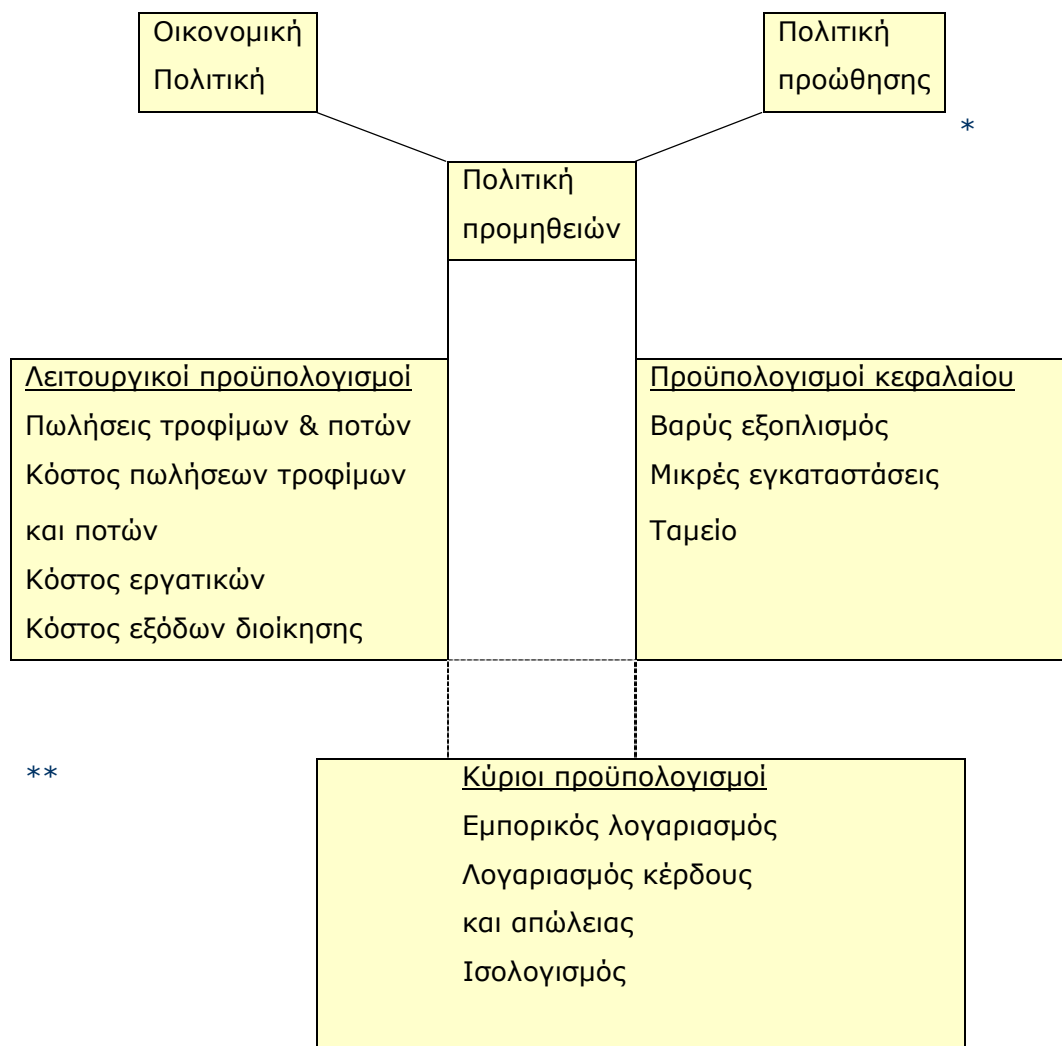 Οικονομική
Πολιτική
Πολιτική
προώθησης
*
Πολιτική
προμηθειών
Λειτουργικοί προϋπολογισμοί
Πωλήσεις τροφίμων & ποτών
Κόστος πωλήσεων τροφίμων
και ποτών
Κόστος εργατικών
Κόστος εξόδων διοίκησης
Προϋπολογισμοί κεφαλαίου
Βαρύς εξοπλισμός
Μικρές εγκαταστάσεις
Ταμείο
**
Κύριοι προϋπολογισμοί
Εμπορικός λογαριασμός
Λογαριασμός κέρδους
και απώλειας
Ισολογισμός